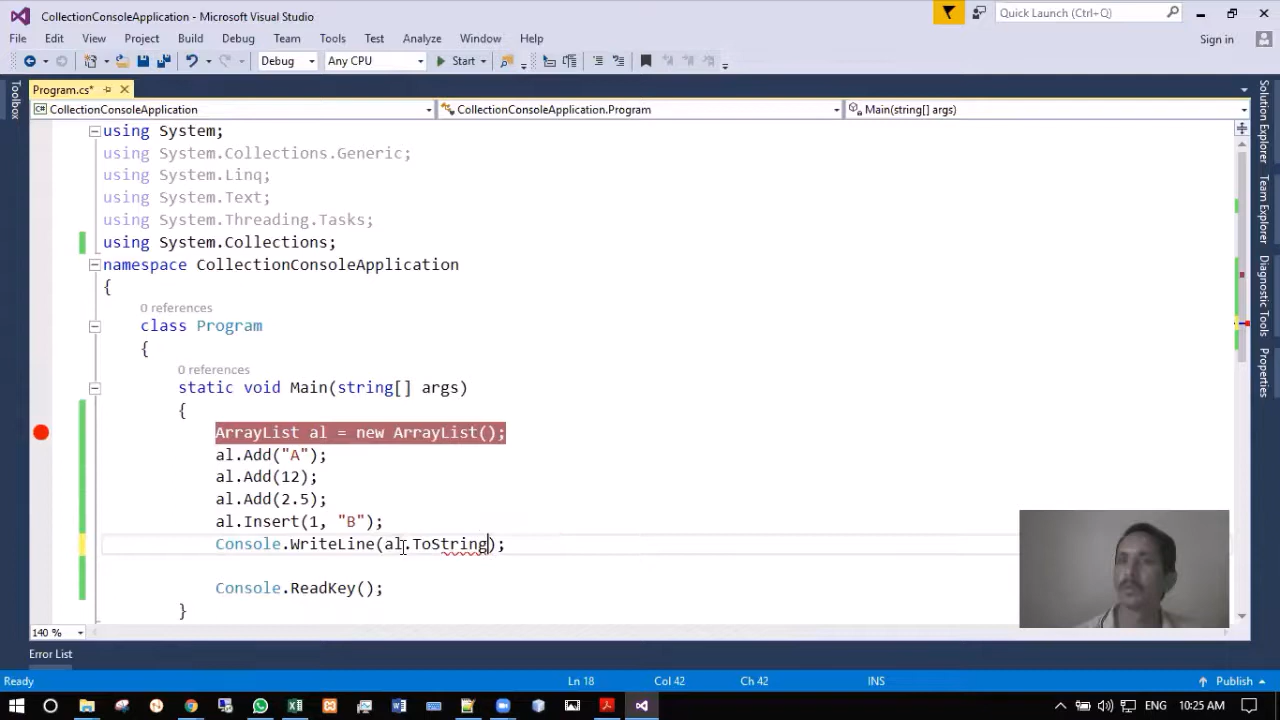 CollectionConsoleApplication - Microsoft Visual Studio
Quick Launch (Ctrl+Q)
File Edit View Project Build Debug Team Tools Test Analyze Window Help
Sign in
Debug Any CPU Start
Program.cs*
CollectionConsoleApplication CollectionConsoleApplication.Program Main(string[] args)
Toolbox
Solution Explorer
Team Explorer
Diagnostic Tools
Properties
using System;
using System.Collections.Generic;
using System.Linq;
using System.Text;
using System.Threading.Tasks;
using System.Collections;
namespace CollectionConsoleApplication
{
0 references
class Program
{
0 references
static void Main(string[] args)
{
ArrayList al = new ArrayList();
al.Add("A");
al.Add(12);
al.Add(2.5);
al.Insert(1, "B");
Console.WriteLine(al.ToString);
Console.ReadKey();
}
140 %
Error List
Ready Ln 18 Col 42 Ch 42 INS Publish
ENG 10:25 AM